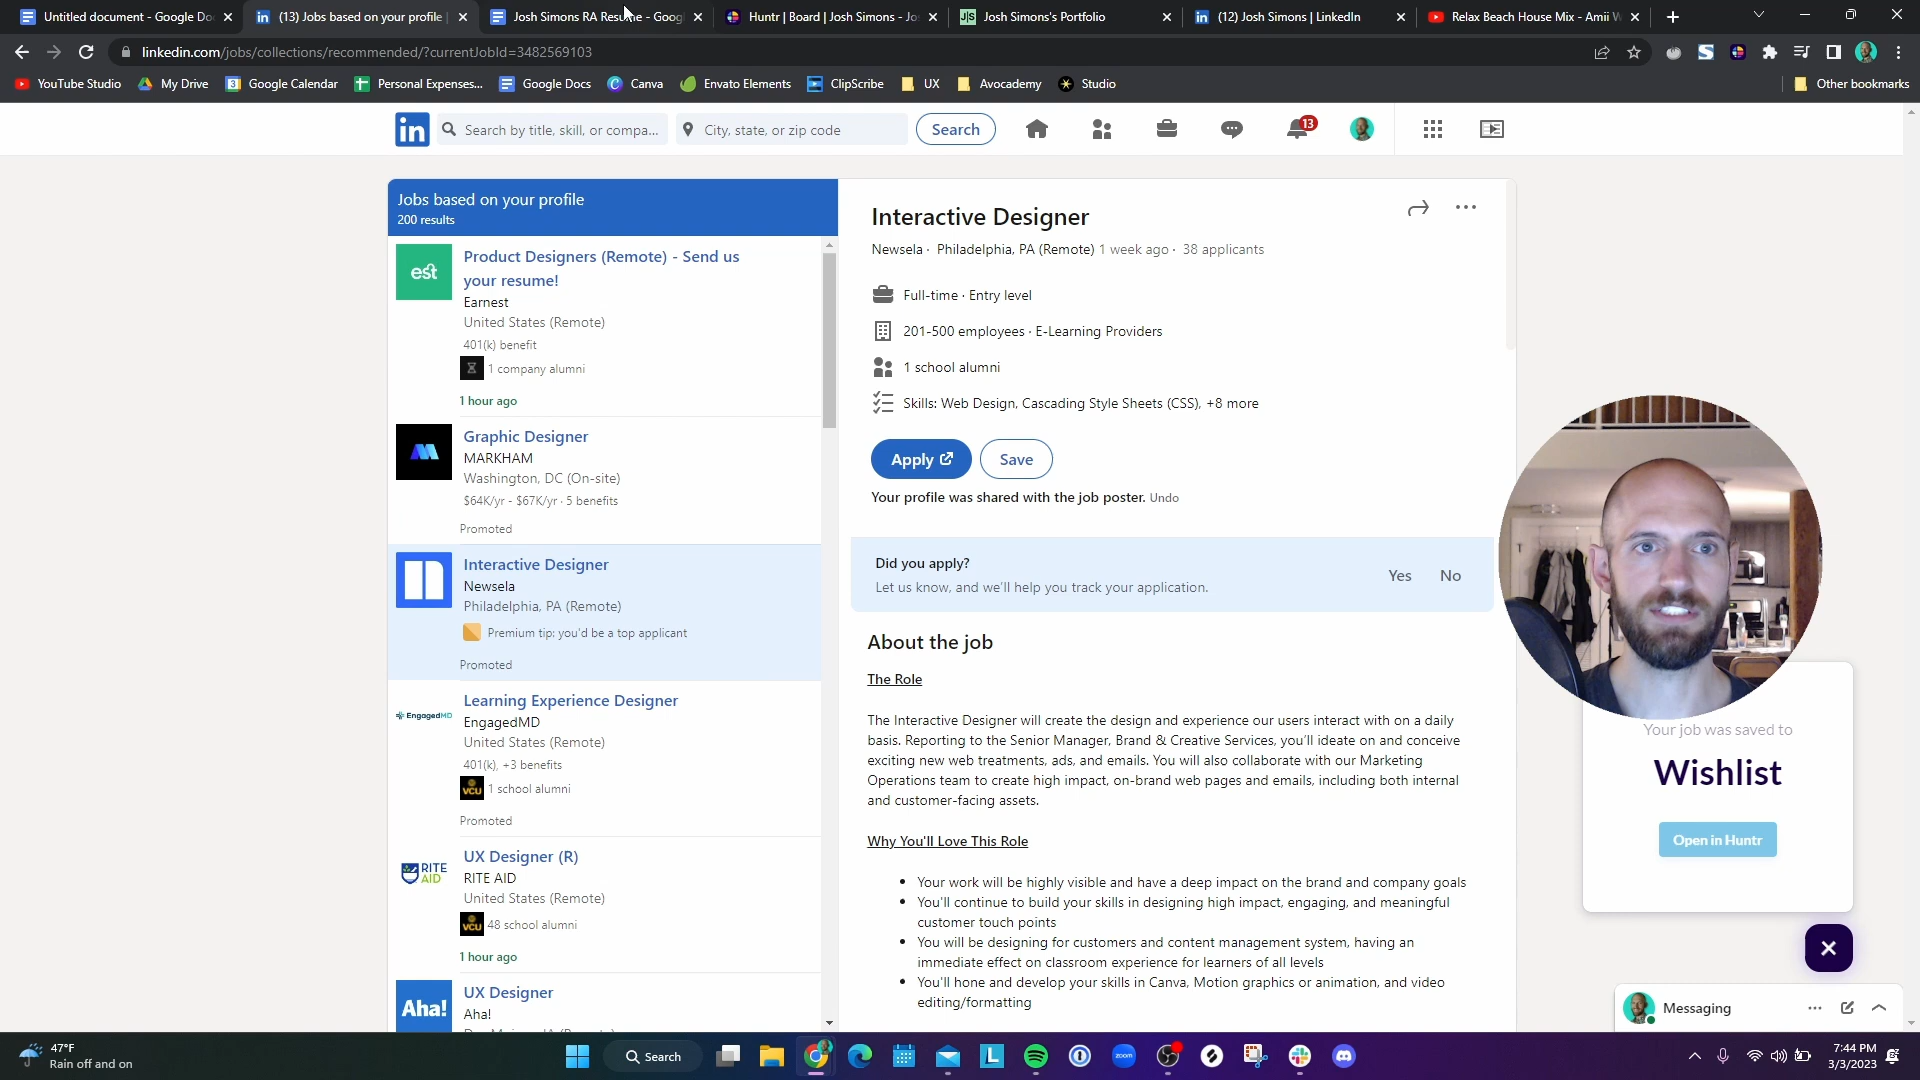 Untitled document - Google Do
(13) Jobs based on your profile
Josh Simons RA Resume - Goog
Huntr | Board | Josh Simons - Jo
Josh Simons's Portfolio
(12) Josh Simons | LinkedIn
Relax Beach House Mix - Amii W
linkedin.com/jobs/collections/recommended/?currentJobId=3482569103
YouTube Studio
My Drive
Google Calendar
Personal Expenses...
Google Docs
Canva
Envato Elements
ClipScribe
UX
Avocademy
Studio
Other bookmarks
in
Search by title, skill, or compa...
City, state, or zip code
Search
13
Jobs based on your profile
200 results
est
Product Designers (Remote) - Send us
your resume!
Earnest
United States (Remote)
401(k) benefit
1 company alumni
1 hour ago
Graphic Designer
MARKHAM
Washington, DC (On-site)
$64K/yr - $67K/yr · 5 benefits
Promoted
Interactive Designer
Newsela
Philadelphia, PA (Remote)
Premium tip: you'd be a top applicant
Promoted
EngagedMD
Learning Experience Designer
EngagedMD
United States (Remote)
401(k), +3 benefits
VCU
1 school alumni
Promoted
RITE AID
UX Designer (R)
RITE AID
United States (Remote)
VCU
48 school alumni
1 hour ago
Aha!
UX Designer
Aha!
Interactive Designer
Newsela · Philadelphia, PA (Remote) 1 week ago · 38 applicants
Full-time · Entry level
201-500 employees · E-Learning Providers
1 school alumni
Skills: Web Design, Cascading Style Sheets (CSS), +8 more
Apply
Save
Your profile was shared with the job poster. Undo
Did you apply?
Let us know, and we'll help you track your application.
Yes
No
About the job
The Role
The Interactive Designer will create the design and experience our users interact with on a daily
basis. Reporting to the Senior Manager, Brand & Creative Services, you'll ideate on and conceive
exciting new web treatments, ads, and emails. You will also collaborate with our Marketing
Operations team to create high impact, on-brand web pages and emails, including both internal
and customer-facing assets.
Why You'll Love This Role
• Your work will be highly visible and have a deep impact on the brand and company goals
• You'll continue to build your skills in designing high impact, engaging, and meaningful
customer touch points
• You will be designing for customers and content management system, having an
immediate effect on classroom experience for learners of all levels
• You'll hone and develop your skills in Canva, Motion graphics or animation, and video
editing/formatting
Your job was saved to
Wishlist
Open in Huntr
Messaging
47°F
Rain off and on
Search
zoom
7:44 PM
3/3/2023